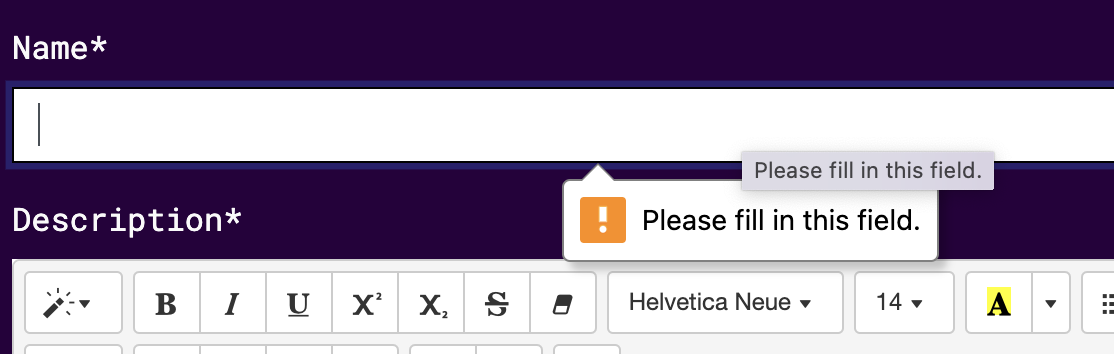 Name*
Please fill in this field.
Please fill in this field.
Description*
B I U X² X₂ S Helvetica Neue 14 A